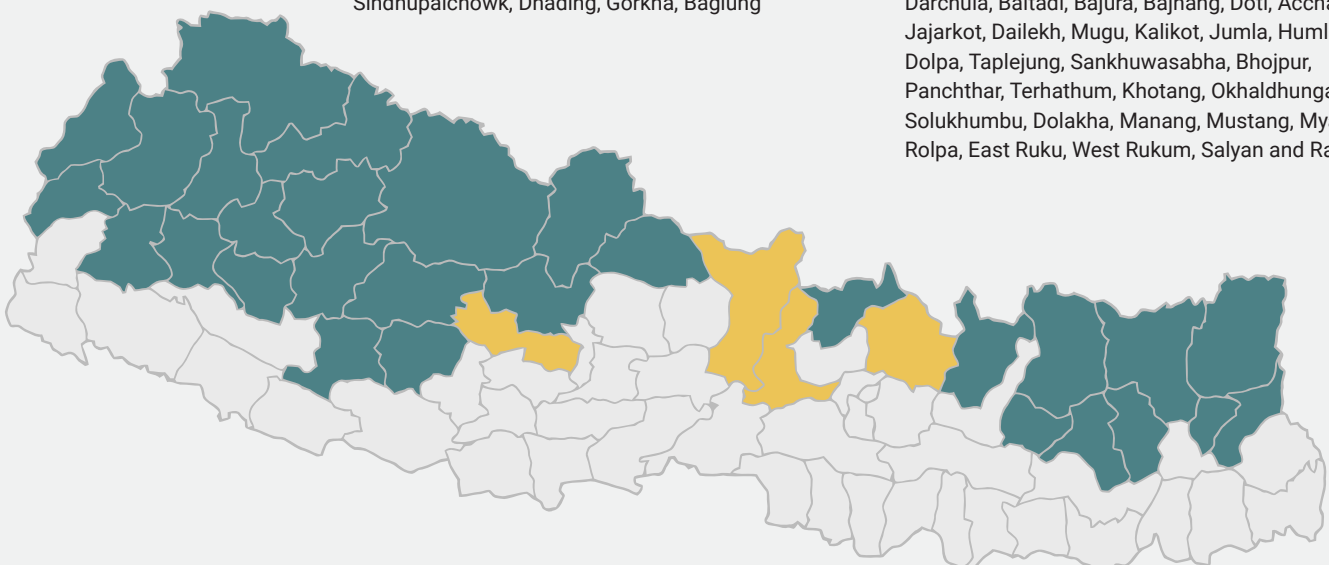 Sindhupalchowk, Dhading, Gorkha, Baglung
Darchula, Baitadi, Bajura, Bajhang, Doti,
Jajarkot, Dailekh, Mugu, Kalikot, Jumla,
Dolpa, Taplejung, Sankhuwasabha, Bhojpur,
Panchthar, Terhathum, Khotang, Okhaldhunga
Solukhumbu, Dolakha, Manang, Mustang,
Rolpa, East Ruku, West Rukum, Salyan and